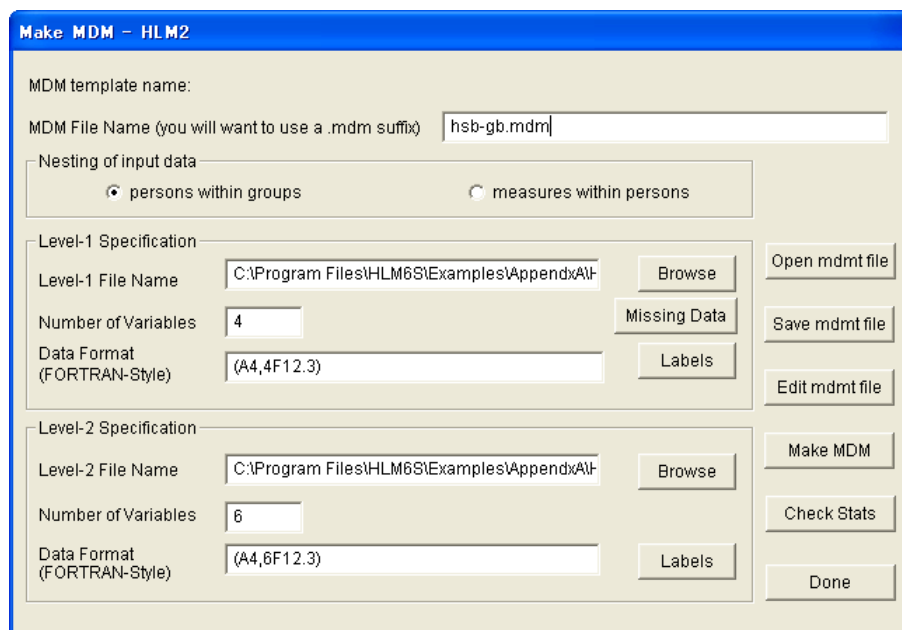 Make MDM - HLM2
MDM template name:
MDM File Name (you will want to use a .mdm suffix) hsb-gb.mdm
Nesting of input data
persons within groups measures within persons
Level-1 Specification
Level-1 File Name C:\Program Files\HLM6S\Examples\AppendxA\H Browse
Open mdmt file
Number of Variables 4 Missing Data
Save mdmt file
Data Format
(FORTRAN-Style) (A4,4F12.3) Labels
Edit mdmt file
Level-2 Specification
Level-2 File Name C:\Program Files\HLM6S\Examples\AppendxA\H Browse
Make MDM
Number of Variables 6
Check Stats
Data Format
(FORTRAN-Style) (A4,6F12.3) Labels
Done